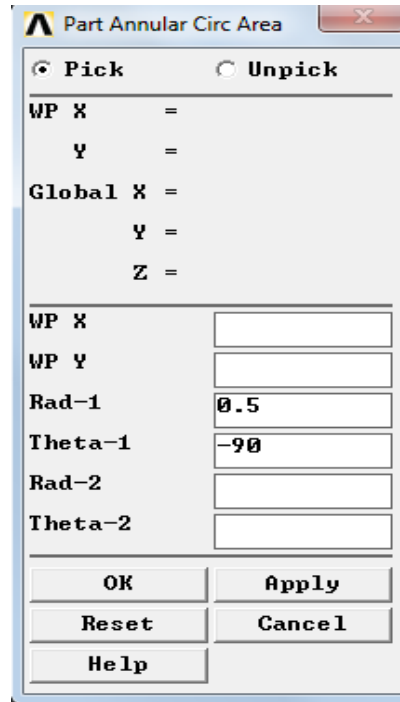 Part Annular Circ Area
Pick Unpick
WP X =
Y =
Global X =
Y =
Z =
WP X
WP Y
Rad-1 0.5
Theta-1 -90
Rad-2
Theta-2
OK Apply
Reset Cancel
Help